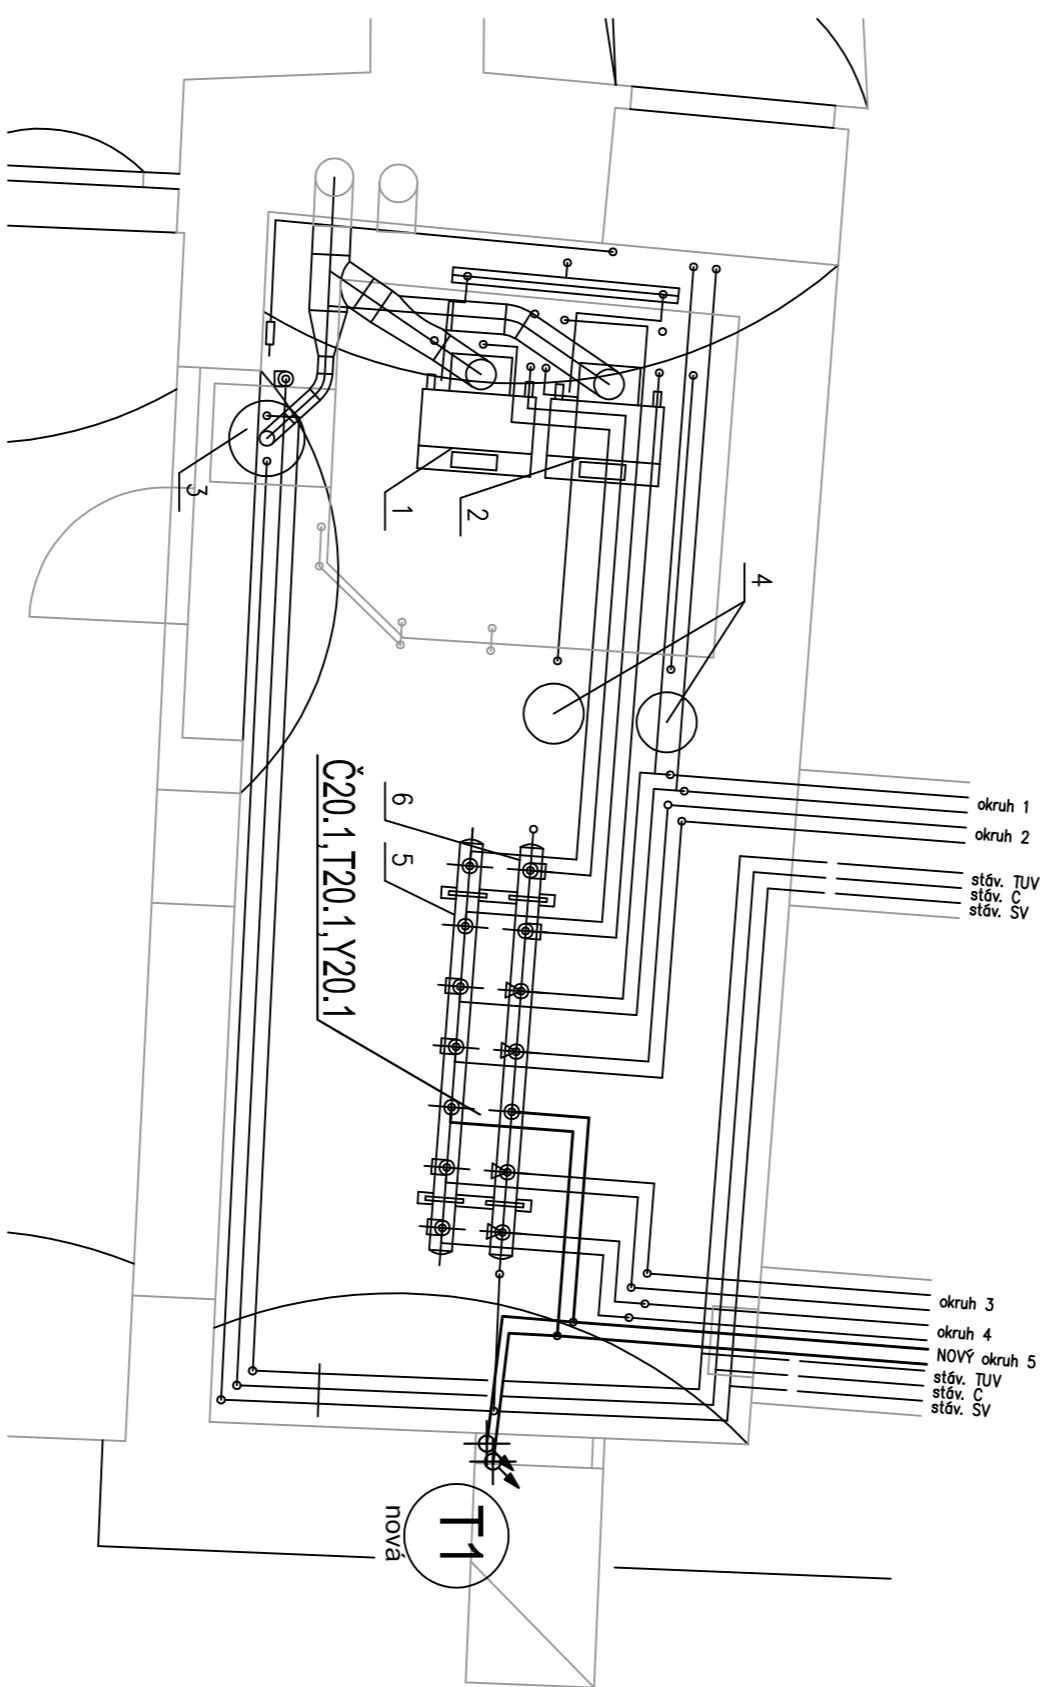 3
1
2
4
6
5
Č20.1,T20.1,Y20.1
okruh 1
okruh 2
stáv. TUV
stáv. C
stáv. SV
okruh 3
okruh 4
NOVÝ okruh 5
stáv. TUV
stáv. C
stáv. SV
T1
nová